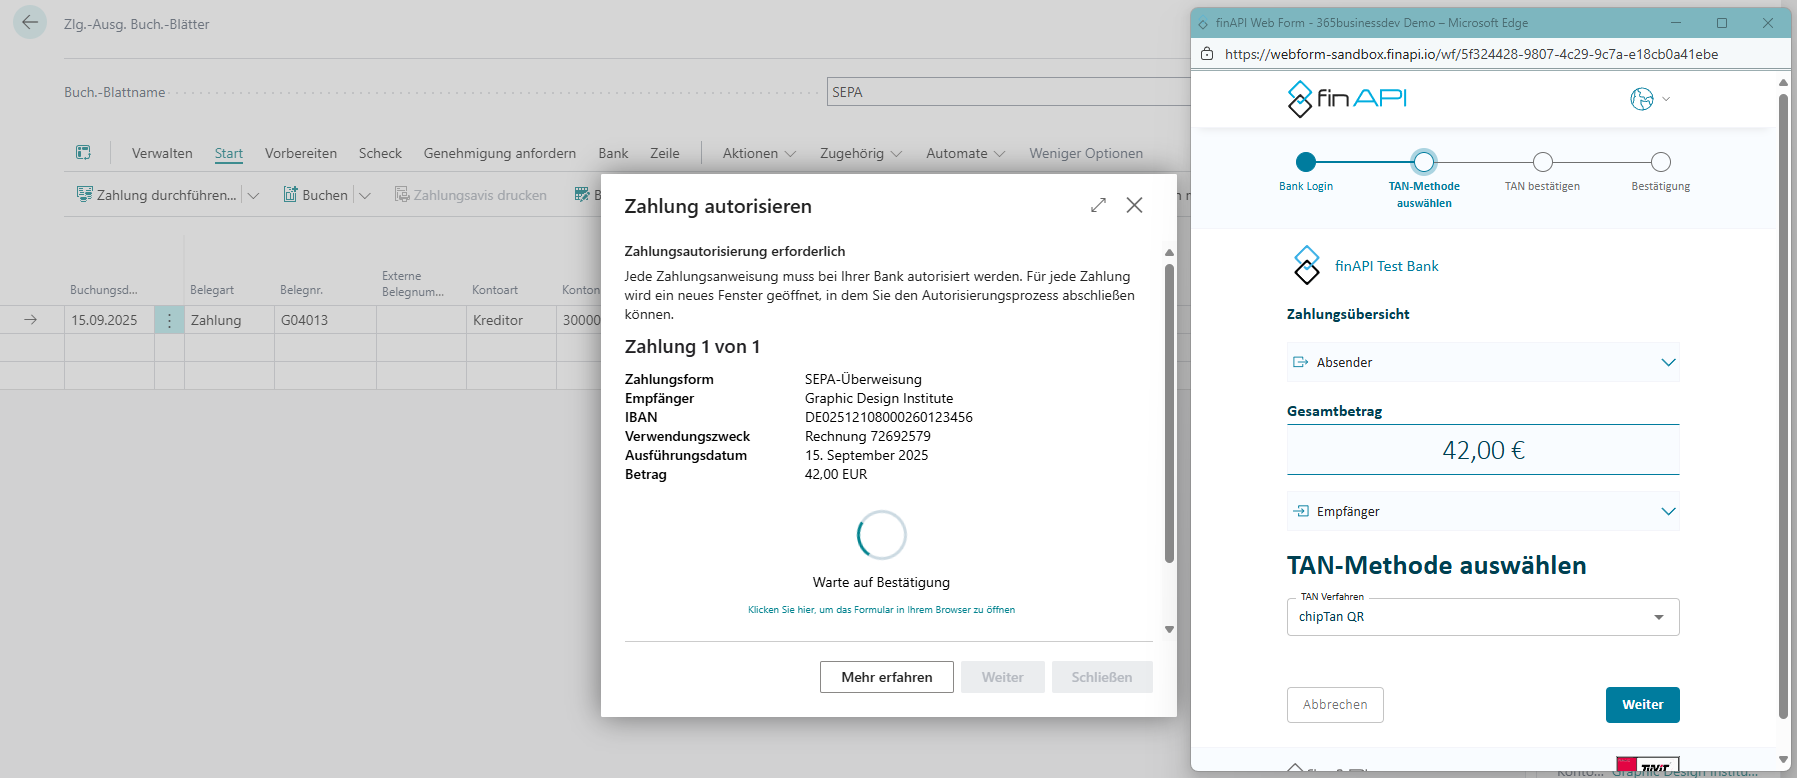 Zlg.-Ausg. Buch.-Blätter
Buch.-Blattname
SEPA
Verwalten Start Vorbereiten Scheck Genehmigung anfordern Bank Zeile Aktionen Zugehörig Automate Weniger Optionen
Zahlung durchführen... Buchen Zahlungsavis drucken
Buchungsd... Belegart Belegnr. Externe Belegnum... Kontoart
15.09.2025 Zahlung G04013 Kreditor 30000
Zahlung autorisieren
Zahlungsautorisierung erforderlich
Jede Zahlungsanweisung muss bei Ihrer Bank autorisiert werden. Für jede Zahlung
wird ein neues Fenster geöffnet, in dem Sie den Autorisierungsprozess abschließen
können.
Zahlung 1 von 1
Zahlungsform SEPA-Überweisung
Empfänger Graphic Design Institute
IBAN DE02512108000260123456
Verwendungszweck Rechnung 72692579
Ausführungsdatum 15. September 2025
Betrag 42,00 EUR
Warte auf Bestätigung
Klicken Sie hier, um das Formular in Ihrem Browser zu öffnen
Mehr erfahren Weiter Schließen
finAPI Web Form - 365businessdev Demo – Microsoft Edge
https://webform-sandbox.finapi.io/wf/5f324428-9807-4c29-9c7a-e18cb0a41ebe
finAPI
Bank Login TAN-Methode auswählen TAN bestätigen Bestätigung
finAPI Test Bank
Zahlungsübersicht
Absender
Gesamtbetrag
42,00 €
Empfänger
TAN-Methode auswählen
TAN Verfahren
chipTan QR
Abbrechen Weiter